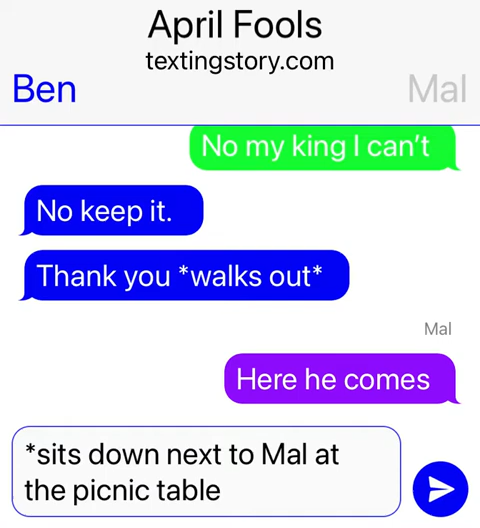 April Fools
textingstory.com
Ben
Mal
No my king I can’t
No keep it.
Thank you *walks out*
Mal
Here he comes
*sits down next to Mal at
the picnic table